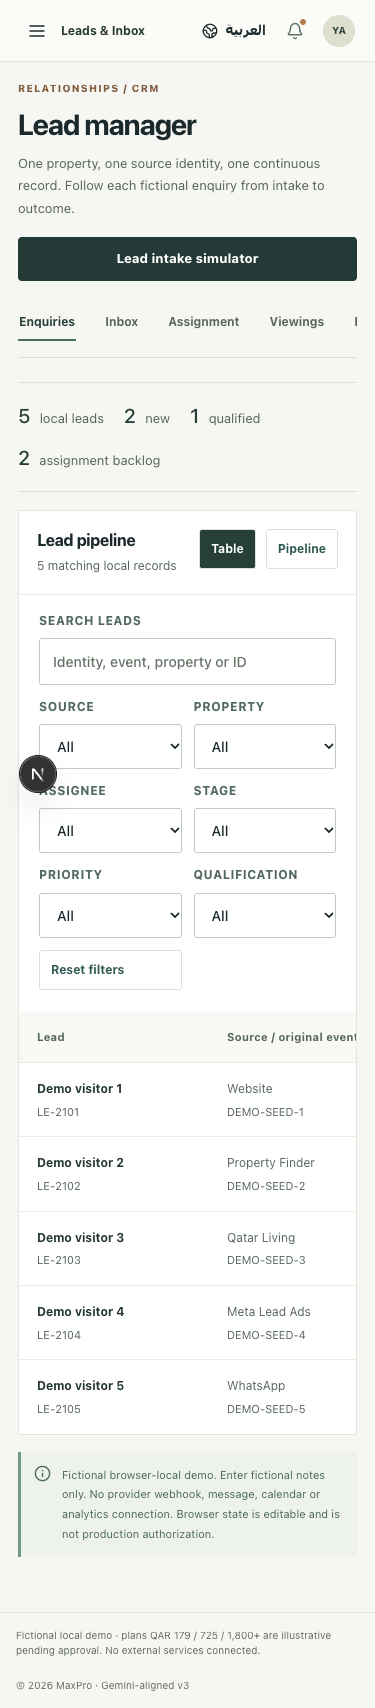 Leads & Inbox
العربية
YA
RELATIONSHIPS / CRM
Lead manager
One property, one source identity, one continuous
record. Follow each fictional enquiry from intake to
outcome.
Lead intake simulator
Enquiries Inbox Assignment Viewings
5 local leads 2 new 1 qualified
2 assignment backlog
Lead pipeline
5 matching local records
Table Pipeline
SEARCH LEADS
Identity, event, property or ID
SOURCE PROPERTY
All All
N
ASSIGNEE STAGE
All All
PRIORITY QUALIFICATION
All All
Reset filters
Lead Source / original event
Demo visitor 1 Website
LE-2101 DEMO-SEED-1
Demo visitor 2 Property Finder
LE-2102 DEMO-SEED-2
Demo visitor 3 Qatar Living
LE-2103 DEMO-SEED-3
Demo visitor 4 Meta Lead Ads
LE-2104 DEMO-SEED-4
Demo visitor 5 WhatsApp
LE-2105 DEMO-SEED-5
Fictional browser-local demo. Enter fictional notes
only. No provider webhook, message, calendar or
analytics connection. Browser state is editable and is
not production authorization.
Fictional local demo · plans QAR 179 / 725 / 1,800+ are illustrative
pending approval. No external services connected.
© 2026 MaxPro · Gemini-aligned v3